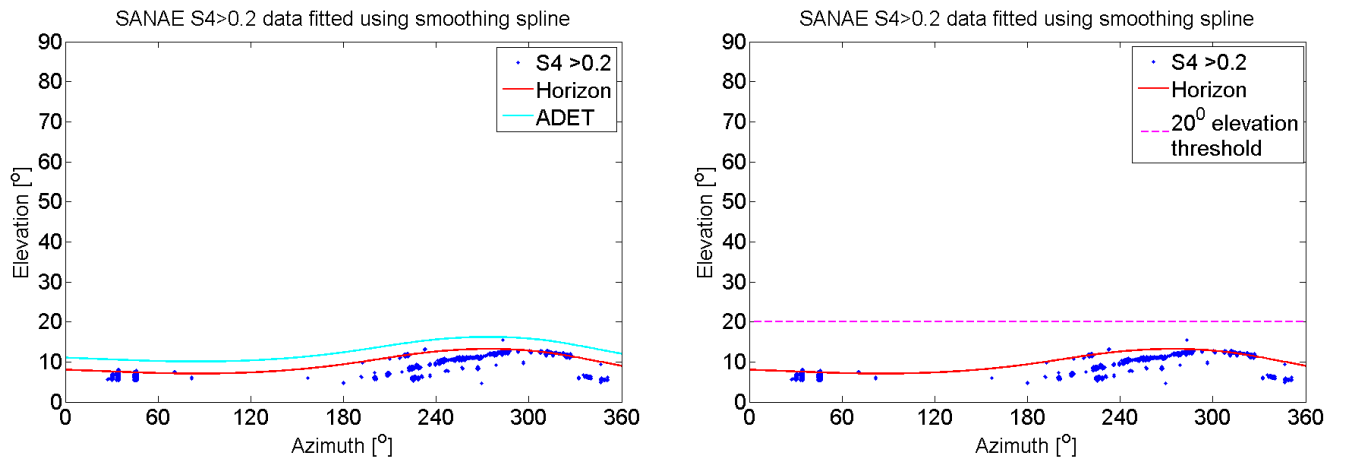 SANAE S4>0.2 data fitted using smoothing spline
90
80
70
60
50
40
30
20
10
0
Elevation [o]
0
60
120
180
240
300
360
Azimuth [o]
S4 >0.2
Horizon
ADET
SANAE S4>0.2 data fitted using smoothing spline
90
80
70
60
50
40
30
20
10
0
Elevation [o]
0
60
120
180
240
300
360
Azimuth [o]
S4 >0.2
Horizon
20⁰ elevation
threshold